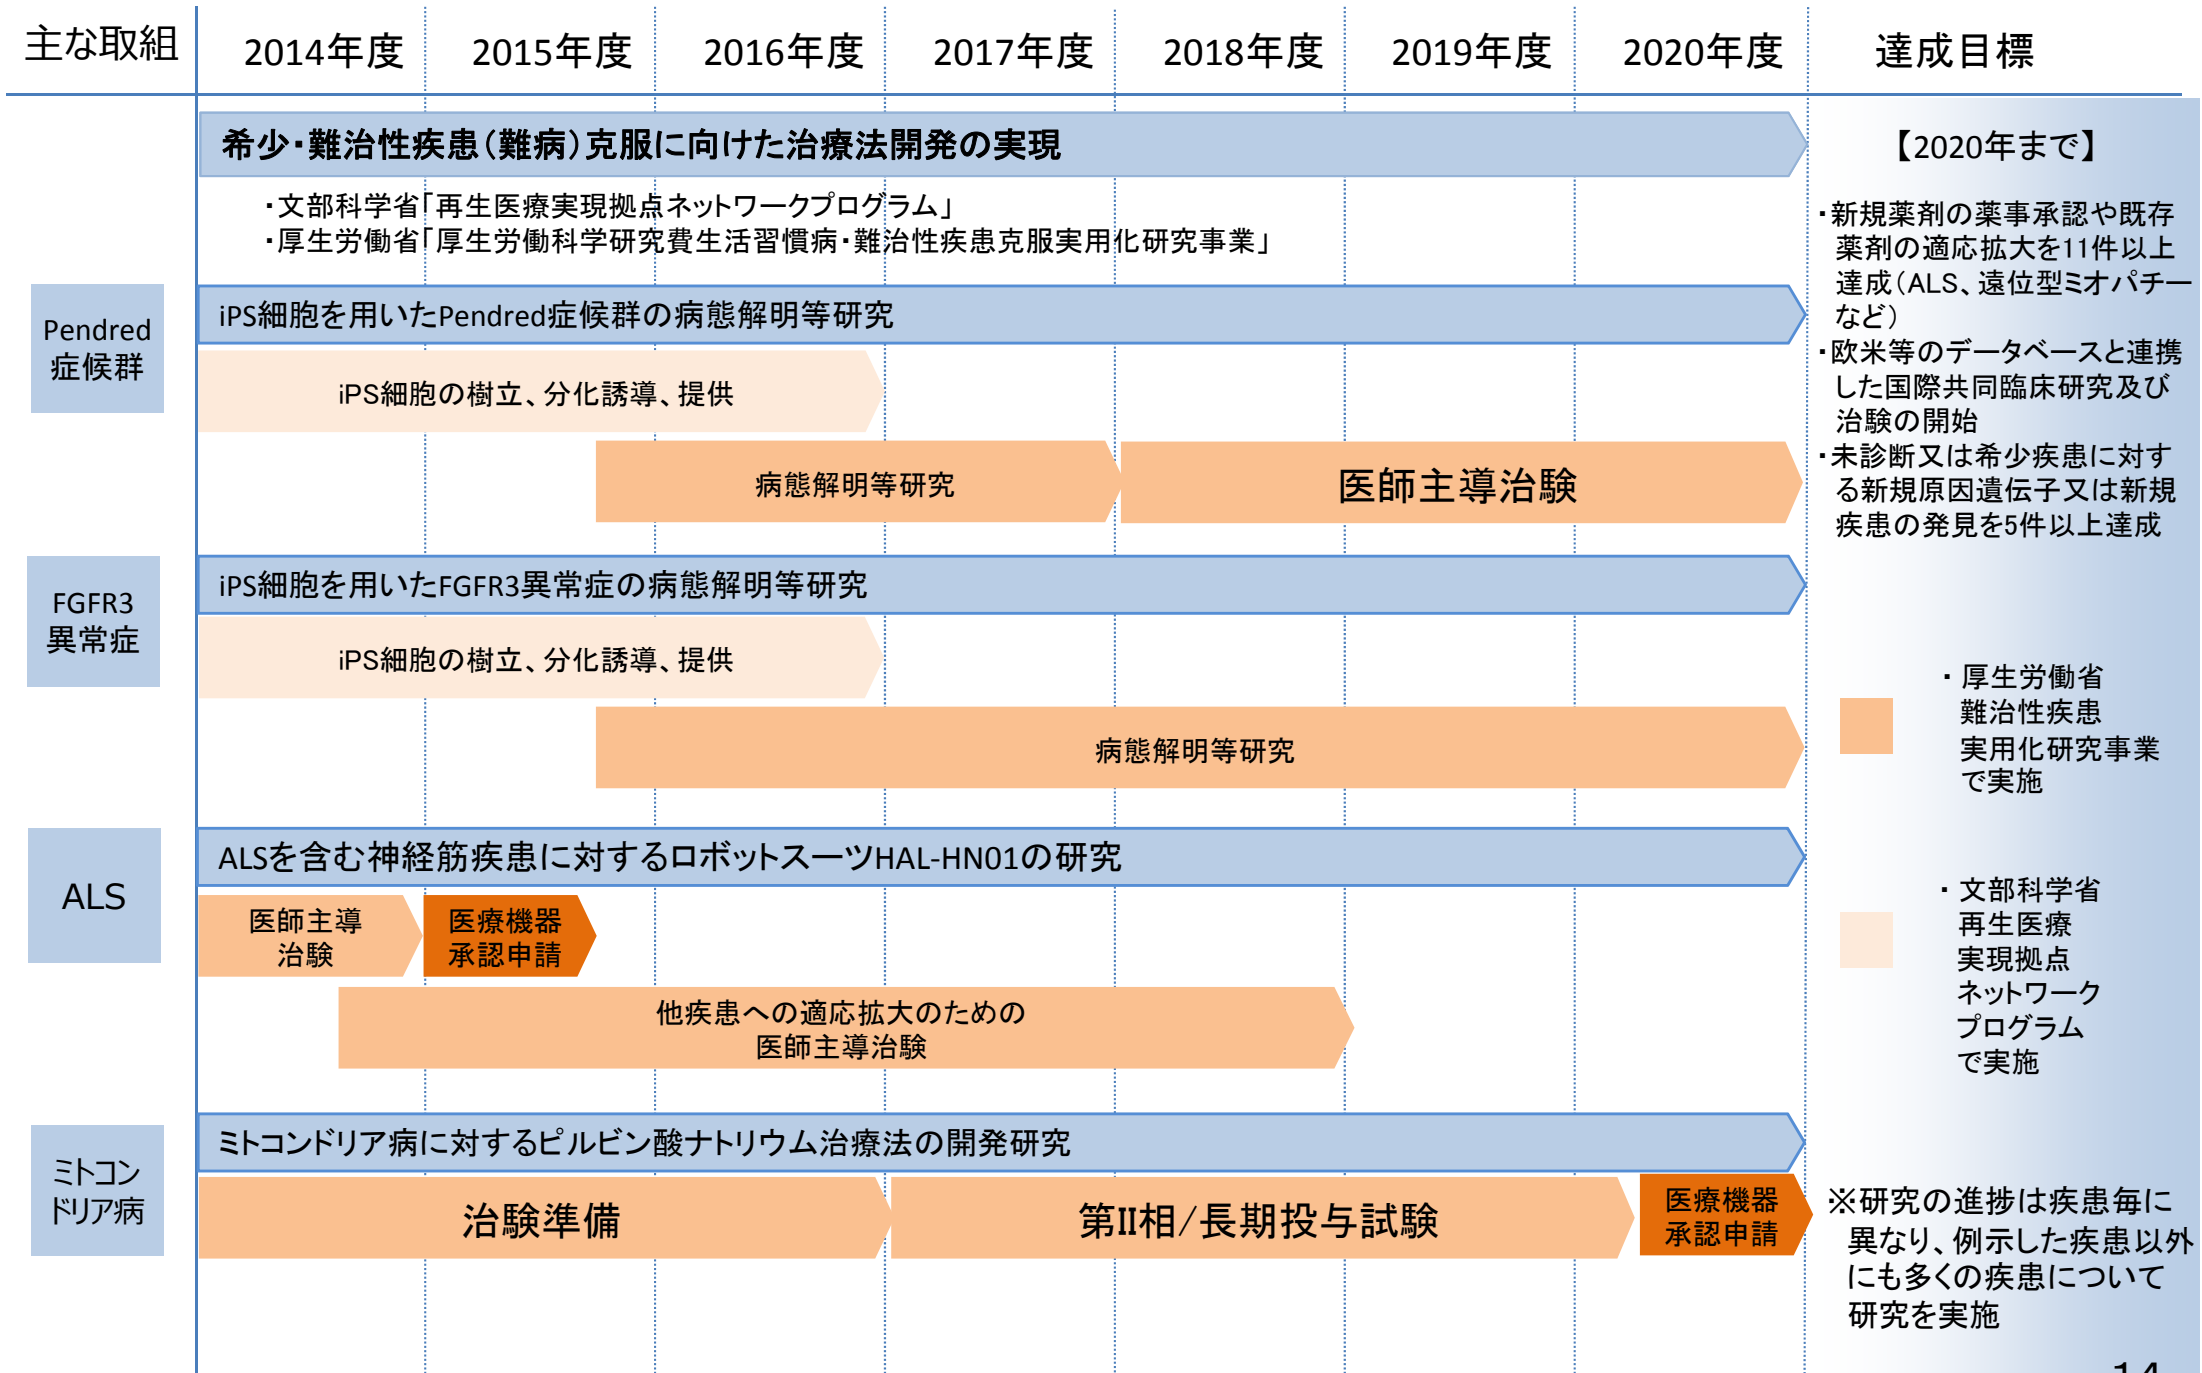 主な取組
2014年度
2015年度
2016年度
2017年度
2018年度
2019年度
2020年度
達成目標
希少・難治性疾患（難病）克服に向けた治療法開発の実現
・文部科学省「再生医療実現拠点ネットワークプログラム」
・厚生労働省「厚生労働科学研究費生活習慣病・難治性疾患克服実用化研究事業」
Pendred
症候群
iPS細胞を用いたPendred症候群の病態解明等研究
iPS細胞の樹立、分化誘導、提供
病態解明等研究
医師主導治験
FGFR3
異常症
iPS細胞を用いたFGFR3異常症の病態解明等研究
iPS細胞の樹立、分化誘導、提供
病態解明等研究
ALS
ALSを含む神経筋疾患に対するロボットスーツHAL-HN01の研究
医師主導
治験
医療機器
承認申請
他疾患への適応拡大のための
医師主導治験
ミトコン
ドリア病
ミトコンドリア病に対するピルビン酸ナトリウム治療法の開発研究
治験準備
第II相/長期投与試験
医療機器
承認申請
【2020年まで】
・新規薬剤の薬事承認や既存
薬剤の適応拡大を11件以上
達成（ALS、遠位型ミオパチー
など）
・欧米等のデータベースと連携
した国際共同臨床研究及び
治験の開始
・未診断又は希少疾患に対す
る新規原因遺伝子又は新規
疾患の発見を5件以上達成
・厚生労働省
難治性疾患
実用化研究事業
で実施
・文部科学省
再生医療
実現拠点
ネットワーク
プログラム
で実施
※研究の進捗は疾患毎に
異なり、例示した疾患以外
にも多くの疾患について
研究を実施
14